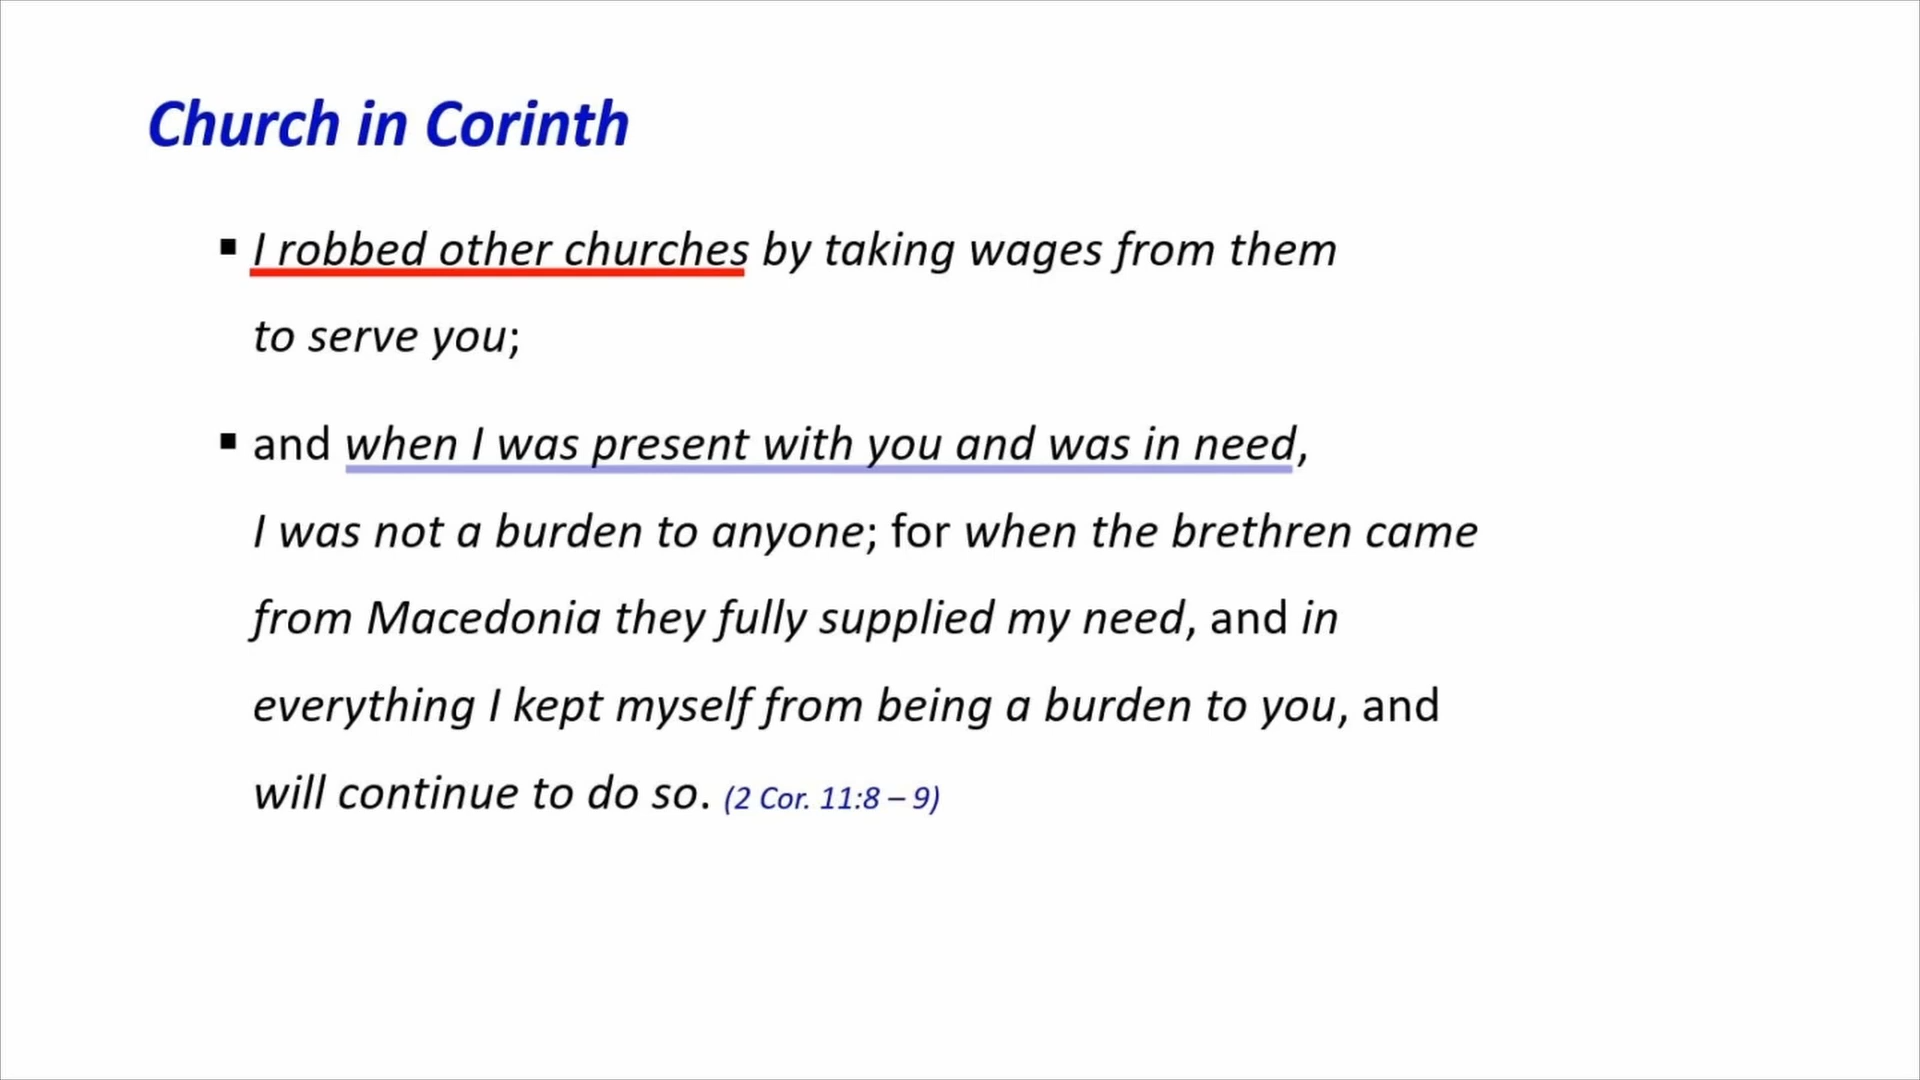 Church in Corinth
▪ I robbed other churches by taking wages from them
to serve you;
▪ and when I was present with you and was in need,
I was not a burden to anyone; for when the brethren came
from Macedonia they fully supplied my need, and in
everything I kept myself from being a burden to you, and
will continue to do so. (2 Cor. 11:8 – 9)